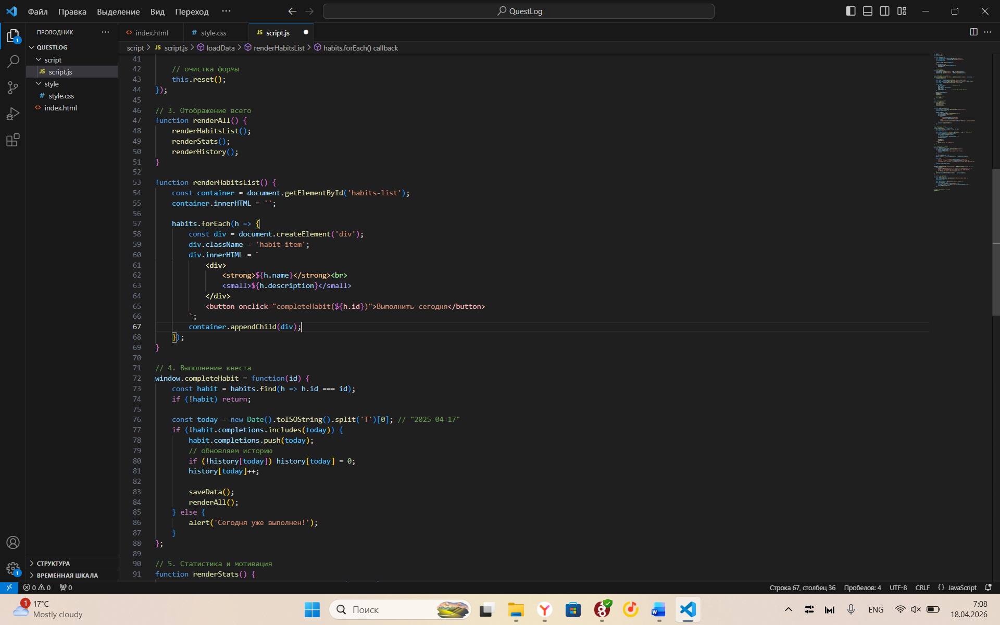 Файл Правка Выделение Вид Переход ··· QuestLog
ПРОВОДНИК ···
index.html
style.css
script.js
QUESTLOG
script
script.js
style
style.css
index.html
script > script.js > loadData > renderHabitsList > habits.forEach() callback
41
42 // очистка формы
43 this.reset();
44 });
45
46 // 3. Отображение всего
47 function renderAll() {
48 renderHabitsList();
49 renderStats();
50 renderHistory();
51 }
52
53 function renderHabitsList() {
54 const container = document.getElementById('habits-list');
55 container.innerHTML = '';
56
57 habits.forEach(h => {
58 const div = document.createElement('div');
59 div.className = 'habit-item';
60 div.innerHTML = `
61 <div>
62 <strong>${h.name}</strong><br>
63 <small>${h.description}</small>
64 </div>
65 <button onclick="completeHabit(${h.id})">Выполнить сегодня</button>
66 `;
67 container.appendChild(div);
68 });
69 }
70
71 // 4. Выполнение квеста
72 window.completeHabit = function(id) {
73 const habit = habits.find(h => h.id === id);
74 if (!habit) return;
75
76 const today = new Date().toISOString().split('T')[0]; // "2025-04-17"
77 if (!habit.completions.includes(today)) {
78 habit.completions.push(today);
79 // обновляем историю
80 if (!history[today]) history[today] = 0;
81 history[today]++;
82
83 saveData();
84 renderAll();
85 } else {
86 alert('Сегодня уже выполнен!');
87 }
88 };
89
90 // 5. Статистика и мотивация
91 function renderStats() {
СТРУКТУРА
ВРЕМЕННАЯ ШКАЛА
0 0 0 Строка 67, столбец 36 Пробелов: 4 UTF-8 CRLF {} JavaScript
1 17°C
Mostly cloudy
Поиск
ENG
7:08
18.04.2026